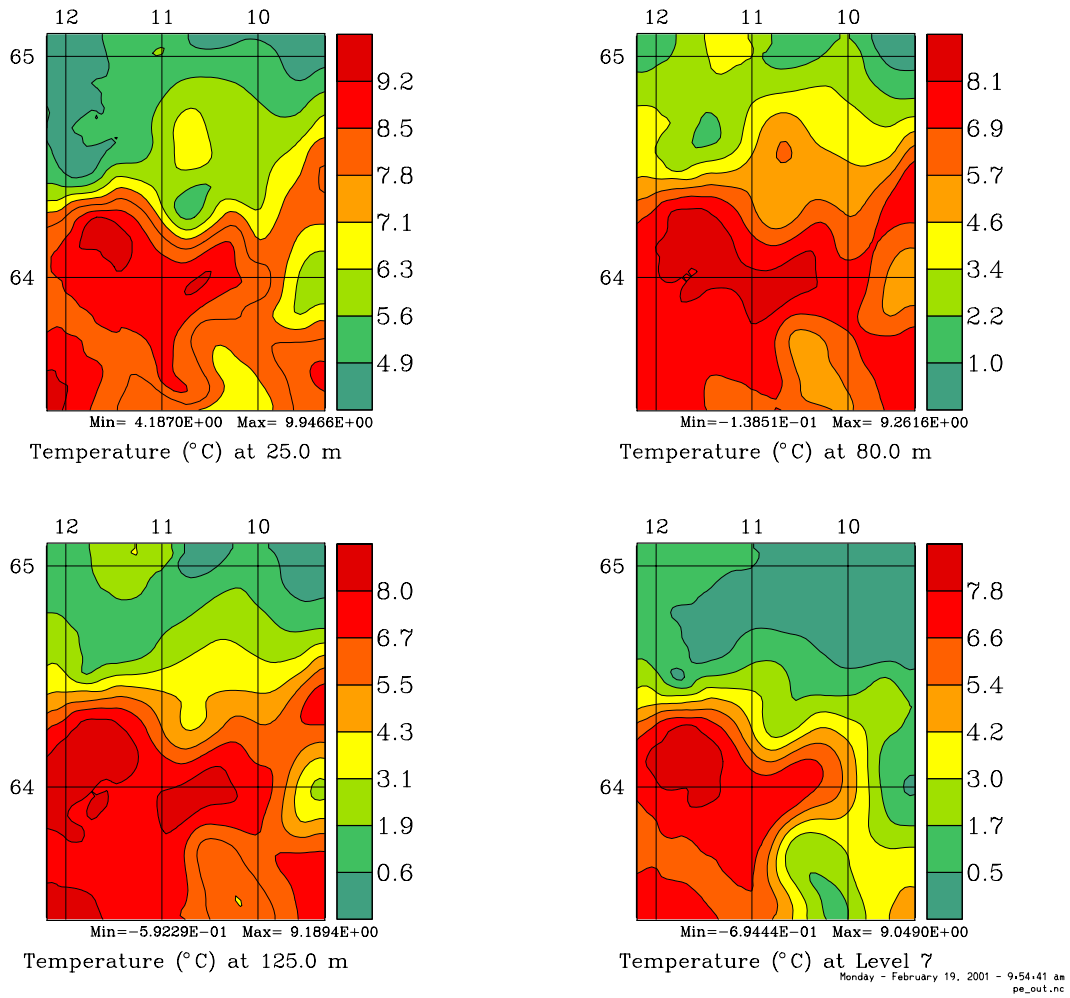 12 11 10
65
64
9.2
8.5
7.8
7.1
6.3
5.6
4.9
Min= 4.1870E+00 Max= 9.9466E+00
Temperature (°C) at 25.0 m
12 11 10
65
64
8.1
6.9
5.7
4.6
3.4
2.2
1.0
Min=-1.3851E-01 Max= 9.2616E+00
Temperature (°C) at 80.0 m
12 11 10
65
64
8.0
6.7
5.5
4.3
3.1
1.9
0.6
Min=-5.9229E-01 Max= 9.1894E+00
Temperature (°C) at 125.0 m
12 11 10
65
64
7.8
6.6
5.4
4.2
3.0
1.7
0.5
Min=-6.9444E-01 Max= 9.0490E+00
Temperature (°C) at Level 7
Monday - February 19, 2001 - 9:54:41 am
pe_out.nc